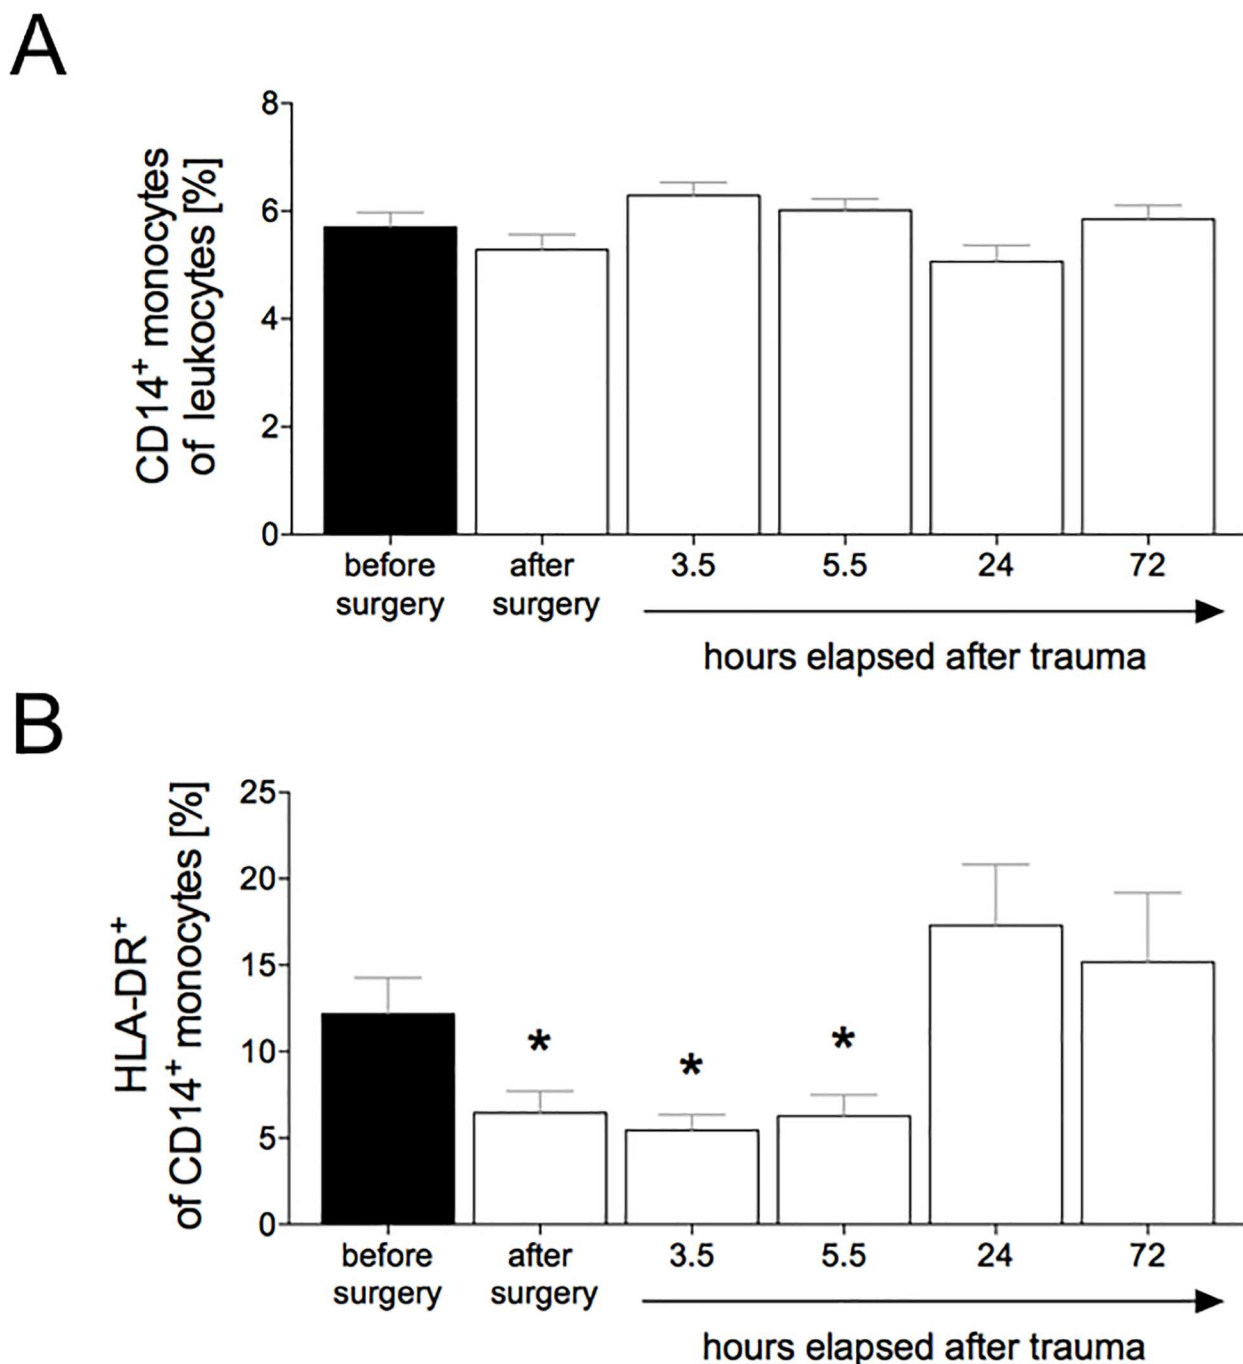 A
CD14⁺ monocytes
of leukocytes [%]
8
6
4
2
0
before
surgery
after
surgery
3.5
5.5
24
72
hours elapsed after trauma
B
HLA-DR⁺
of CD14⁺ monocytes [%]
25
20
15
10
5
0
*
*
*
before
surgery
after
surgery
3.5
5.5
24
72
hours elapsed after trauma